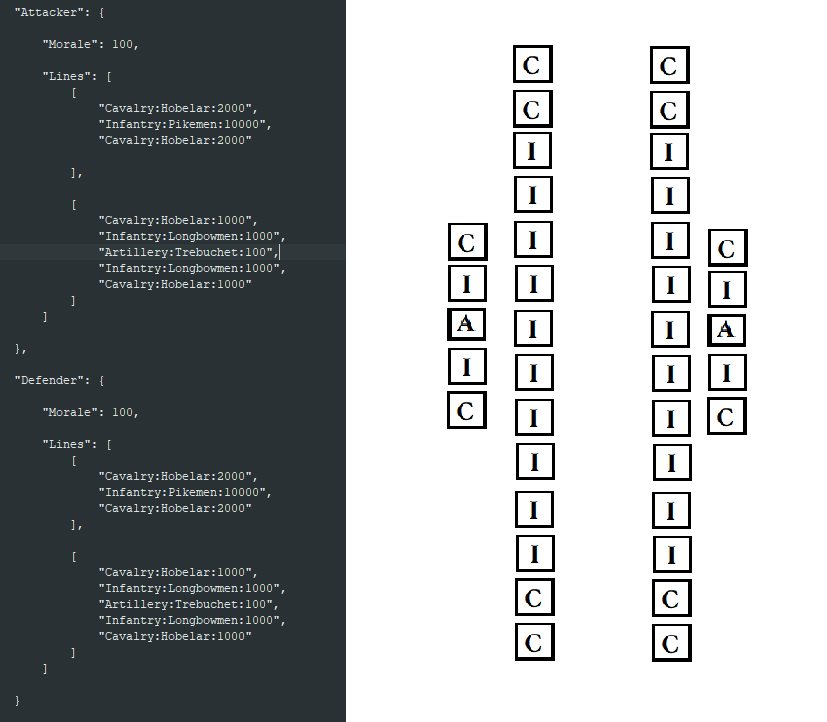 "Attacker": {
"Morale": 100,
"Lines": [
[
"Cavalry:Hobelar:2000",
"Infantry:Pikemen:10000",
"Cavalry:Hobelar:2000"
],
[
"Cavalry:Hobelar:1000",
"Infantry:Longbowmen:1000",
"Artillery:Trebuchet:100",
"Infantry:Longbowmen:1000",
"Cavalry:Hobelar:1000"
]
]
},
"Defender": {
"Morale": 100,
"Lines": [
[
"Cavalry:Hobelar:2000",
"Infantry:Pikemen:10000",
"Cavalry:Hobelar:2000"
],
[
"Cavalry:Hobelar:1000",
"Infantry:Longbowmen:1000",
"Artillery:Trebuchet:100",
"Infantry:Longbowmen:1000",
"Cavalry:Hobelar:1000"
]
]
}
C
I
A
I
C
C
C
I
I
I
I
I
I
I
I
I
I
C
C
C
C
I
I
I
I
I
I
I
I
I
I
C
C
C
I
A
I
C